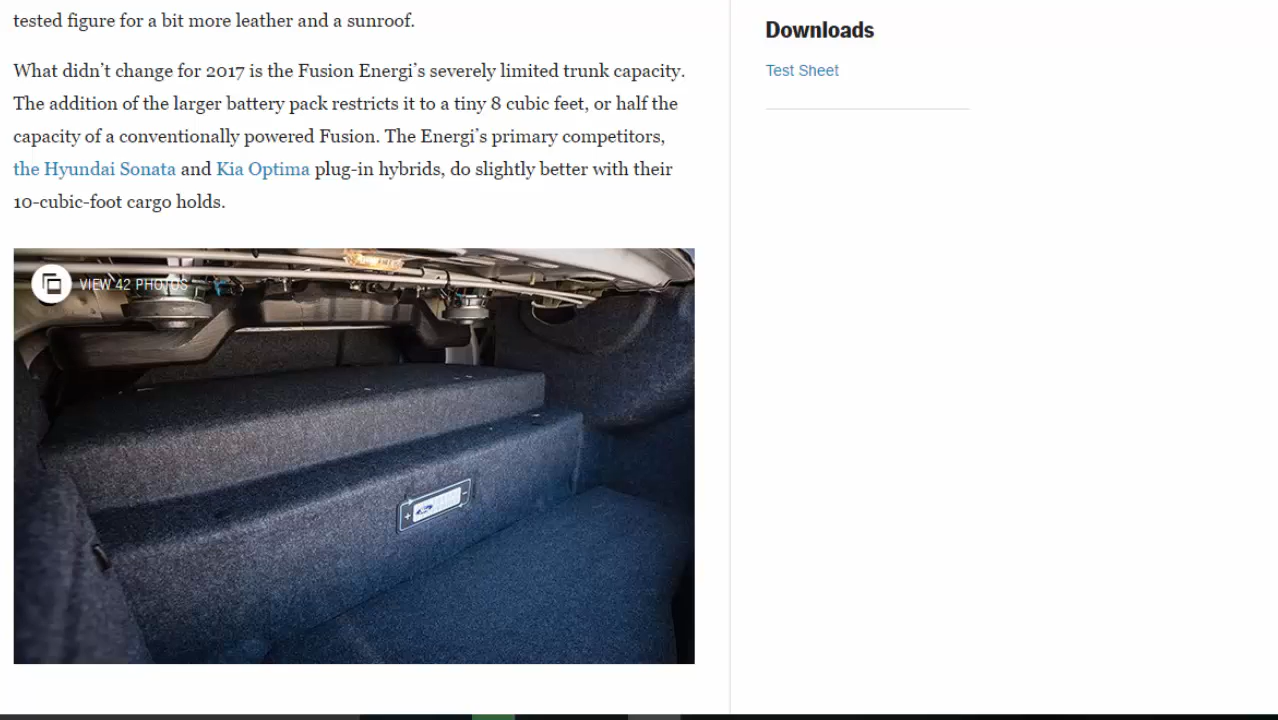 tested figure for a bit more leather and a sunroof.
What didn’t change for 2017 is the Fusion Energi’s severely limited trunk capacity.
The addition of the larger battery pack restricts it to a tiny 8 cubic feet, or half the
capacity of a conventionally powered Fusion. The Energi’s primary competitors,
the Hyundai Sonata and Kia Optima plug-in hybrids, do slightly better with their
10-cubic-foot cargo holds.
VIEW 42 PHOTOS
Downloads
Test Sheet